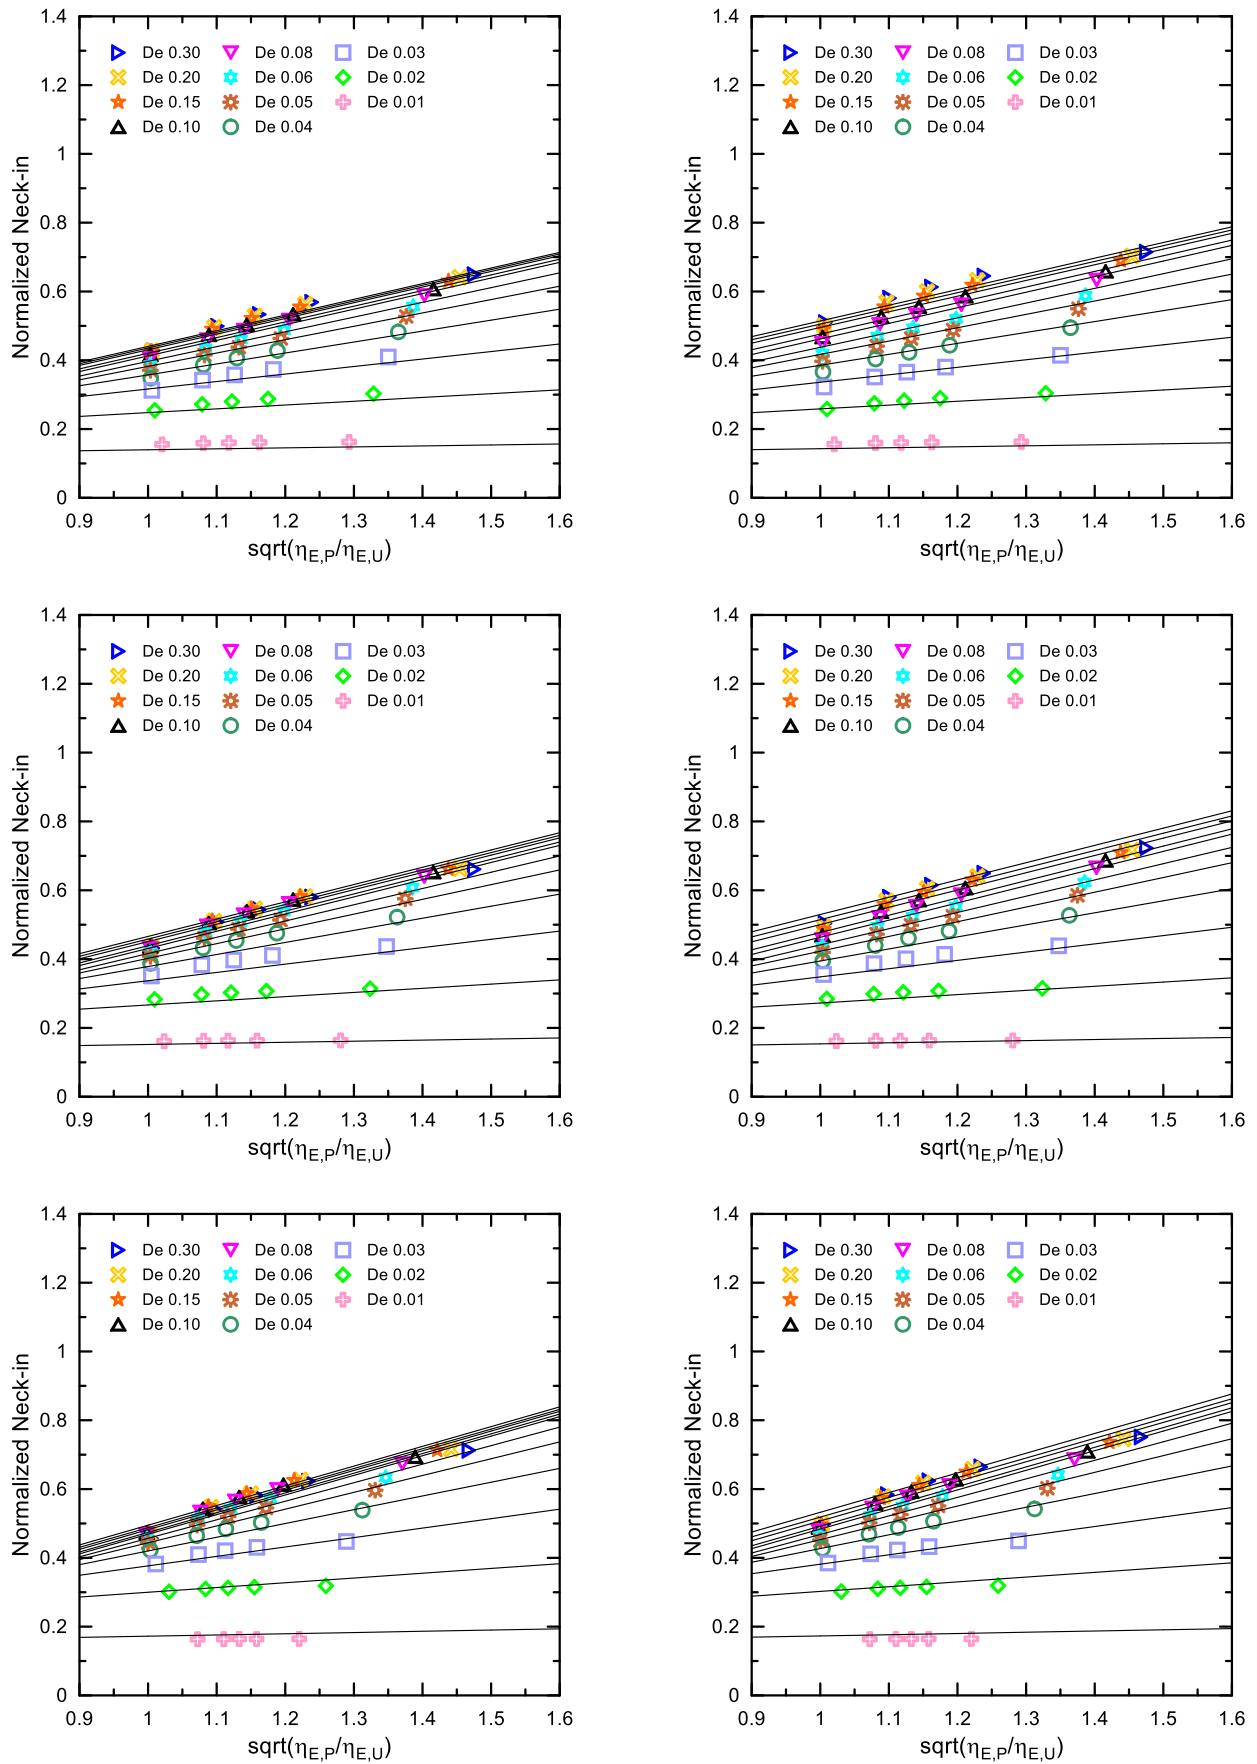 1.4
De 0.30 De 0.08 De 0.03
1.2
De 0.20 De 0.06 De 0.02
De 0.15 De 0.05 De 0.01
De 0.10 De 0.04
1
0.8
0.6
0.4
0.2
0
Normalized Neck-in
0.9 1 1.1 1.2 1.3 1.4 1.5 1.6
sqrt(ηE,P/ηE,U)
1.4
De 0.30 De 0.08 De 0.03
1.2
De 0.20 De 0.06 De 0.02
De 0.15 De 0.05 De 0.01
De 0.10 De 0.04
1
0.8
0.6
0.4
0.2
0
Normalized Neck-in
0.9 1 1.1 1.2 1.3 1.4 1.5 1.6
sqrt(ηE,P/ηE,U)
1.4
De 0.30 De 0.08 De 0.03
1.2
De 0.20 De 0.06 De 0.02
De 0.15 De 0.05 De 0.01
De 0.10 De 0.04
1
0.8
0.6
0.4
0.2
0
Normalized Neck-in
0.9 1 1.1 1.2 1.3 1.4 1.5 1.6
sqrt(ηE,P/ηE,U)
1.4
De 0.30 De 0.08 De 0.03
1.2
De 0.20 De 0.06 De 0.02
De 0.15 De 0.05 De 0.01
De 0.10 De 0.04
1
0.8
0.6
0.4
0.2
0
Normalized Neck-in
0.9 1 1.1 1.2 1.3 1.4 1.5 1.6
sqrt(ηE,P/ηE,U)
1.4
De 0.30 De 0.08 De 0.03
1.2
De 0.20 De 0.06 De 0.02
De 0.15 De 0.05 De 0.01
De 0.10 De 0.04
1
0.8
0.6
0.4
0.2
0
Normalized Neck-in
0.9 1 1.1 1.2 1.3 1.4 1.5 1.6
sqrt(ηE,P/ηE,U)
1.4
De 0.30 De 0.08 De 0.03
1.2
De 0.20 De 0.06 De 0.02
De 0.15 De 0.05 De 0.01
De 0.10 De 0.04
1
0.8
0.6
0.4
0.2
0
Normalized Neck-in
0.9 1 1.1 1.2 1.3 1.4 1.5 1.6
sqrt(ηE,P/ηE,U)